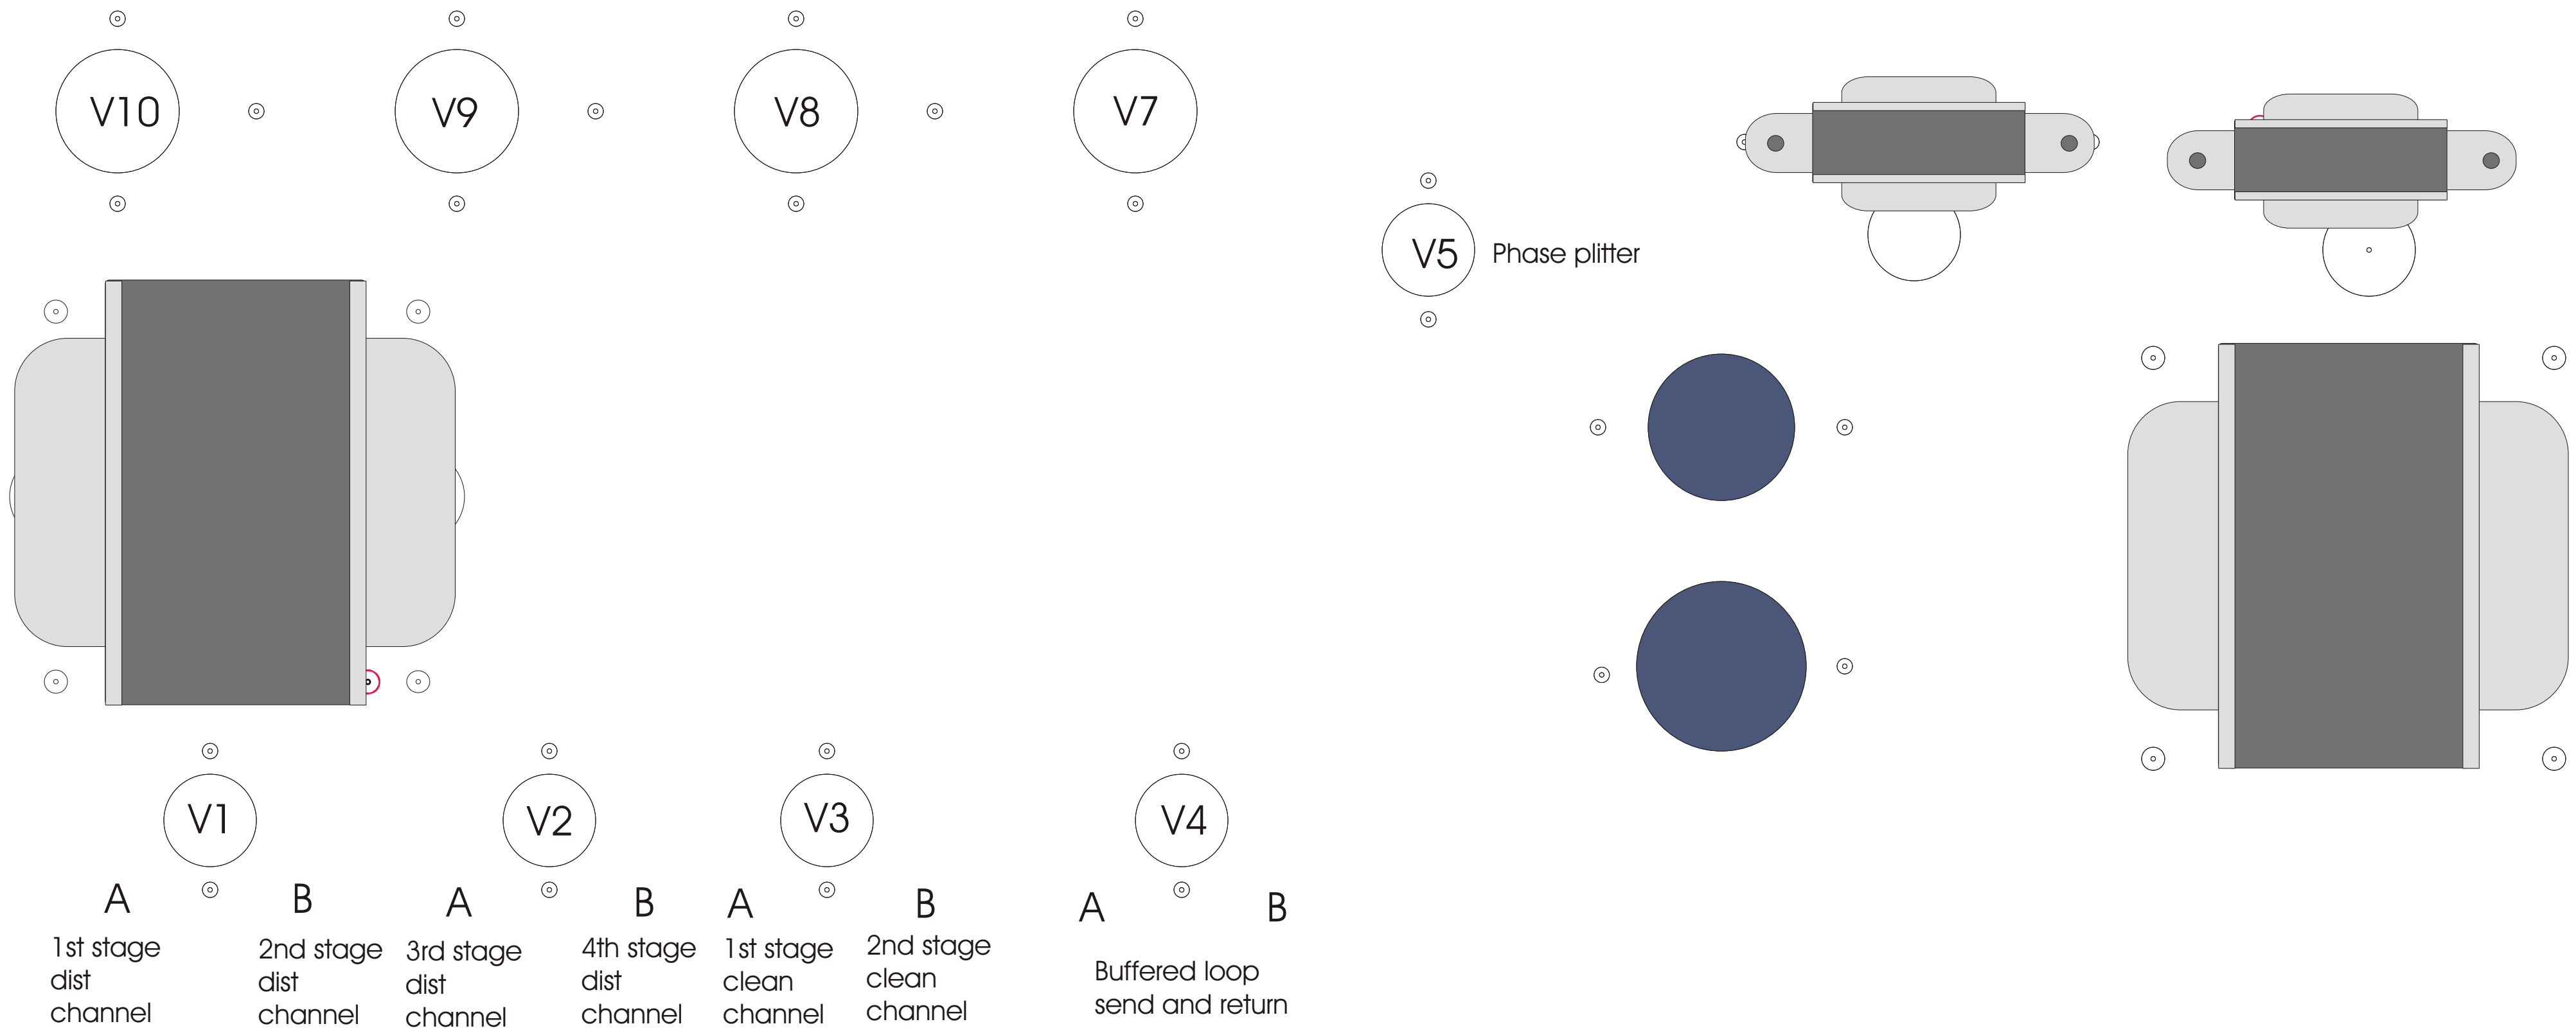 V10
V9
V8
V7
V5
Phase plitter
V1
V2
V3
V4
A
B
A
B
A
B
A
B
1st stage
dist
channel
2nd stage
dist
channel
3rd stage
dist
channel
4th stage
dist
channel
1st stage
clean
channel
2nd stage
clean
channel
Buffered loop
send and return